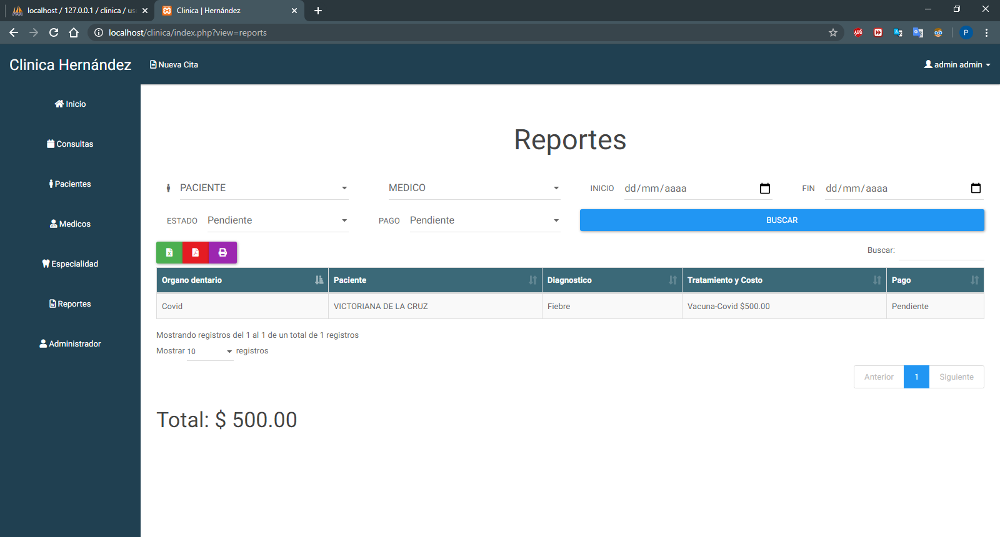 localhost / 127.0.0.1 / clinica / us
Clinica | Hernández
localhost/clinica/index.php?view=reports
P
Clinica Hernández
Nueva Cita
admin admin
Inicio
Consultas
Pacientes
Medicos
Especialidad
Reportes
Administrador
Reportes
PACIENTE
MEDICO
INICIO dd/mm/aaaa
FIN dd/mm/aaaa
ESTADO Pendiente
PAGO Pendiente
BUSCAR
Buscar:
Organo dentario Paciente Diagnostico Tratamiento y Costo Pago
Covid VICTORIANA DE LA CRUZ Fiebre Vacuna-Covid $500.00 Pendiente
Mostrando registros del 1 al 1 de un total de 1 registros
Mostrar 10 registros
Anterior 1 Siguiente
Total: $ 500.00